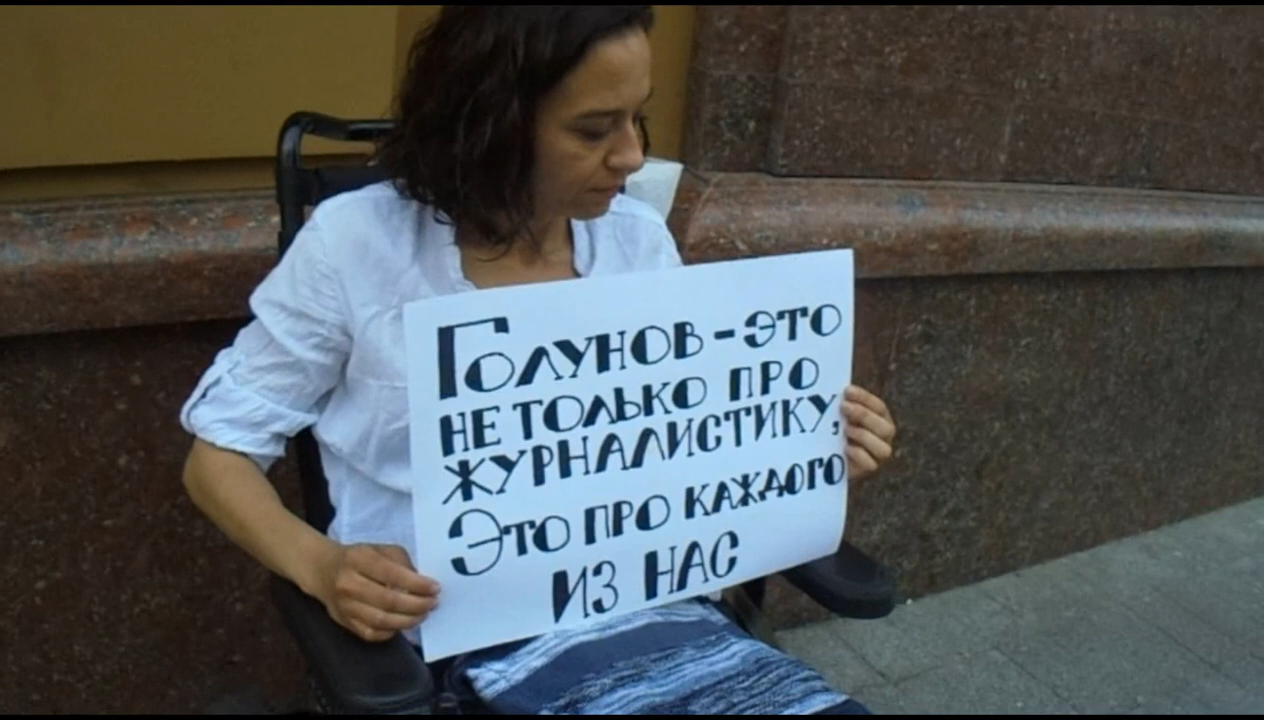 Голунов - это
не только про
журналистику,
Это про каждого
из нас